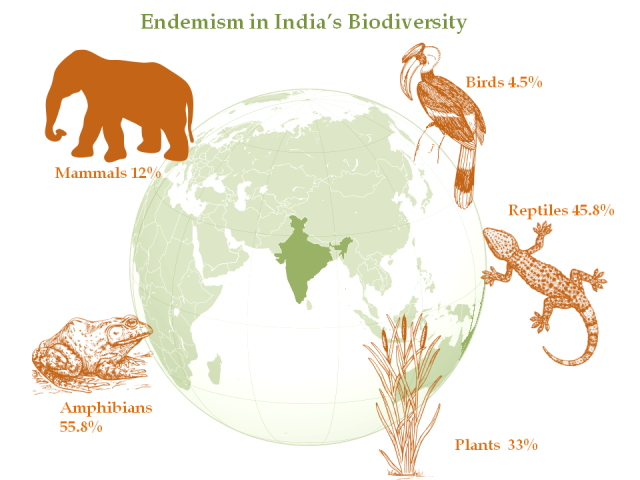 Endemism in India's Biodiversity
Birds 4.5%
Mammals 12%
Reptiles 45.8%
Amphibians
55.8%
Plants 33%